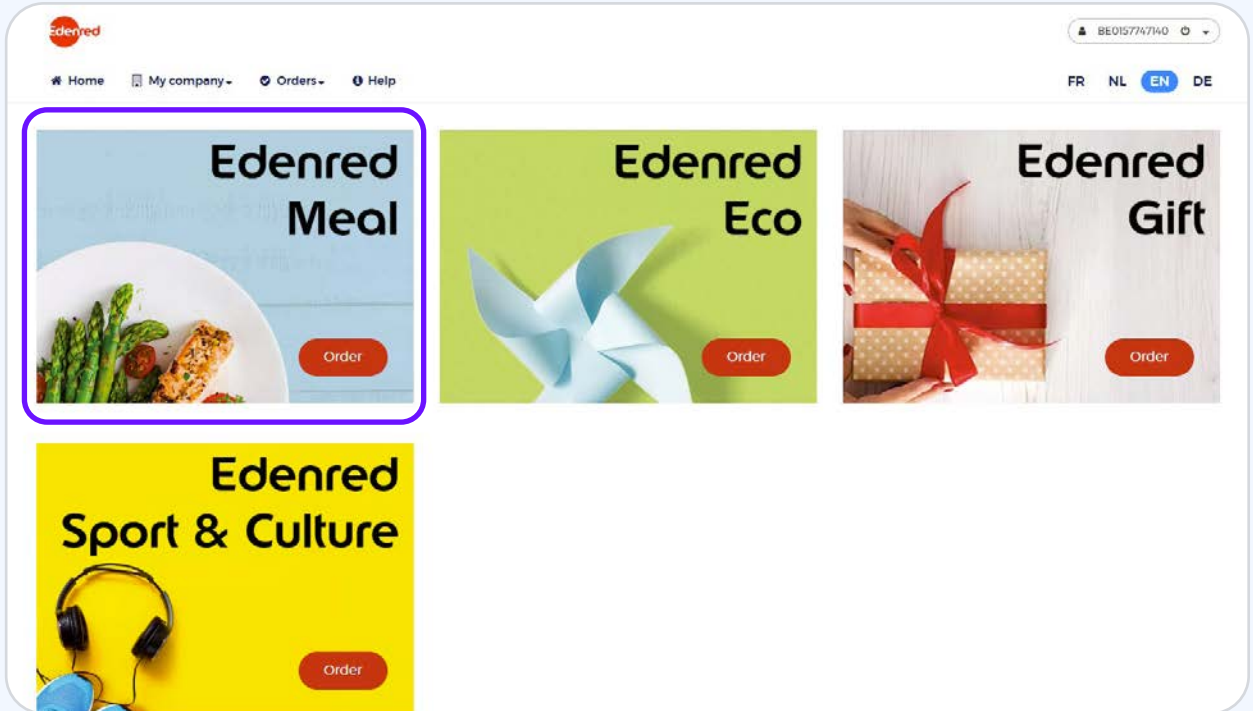 Edenred
BE0157747140
Home My company Orders Help
FR NL EN DE
Edenred
Meal
Order
Edenred
Eco
Order
Edenred
Gift
Order
Edenred
Sport & Culture
Order